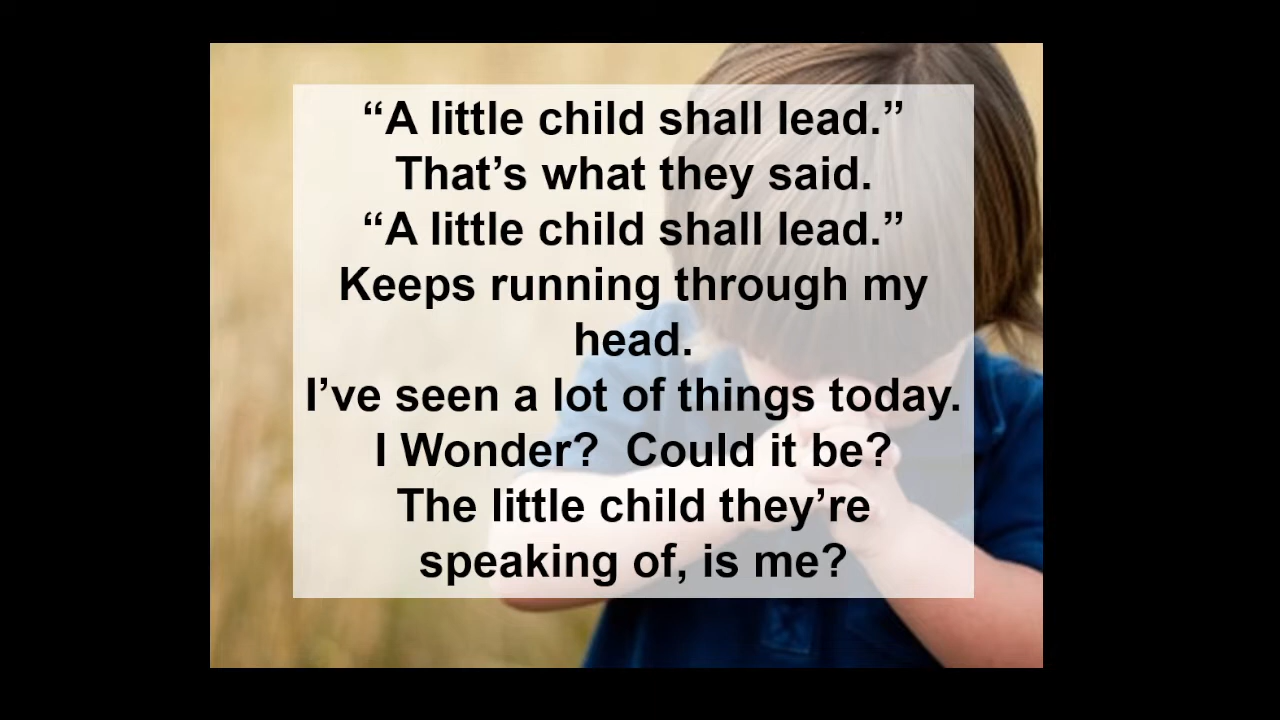 “A little child shall lead.”
That’s what they said.
“A little child shall lead.”
Keeps running through my
head.
I’ve seen a lot of things today.
I Wonder?  Could it be?
The little child they’re
speaking of, is me?